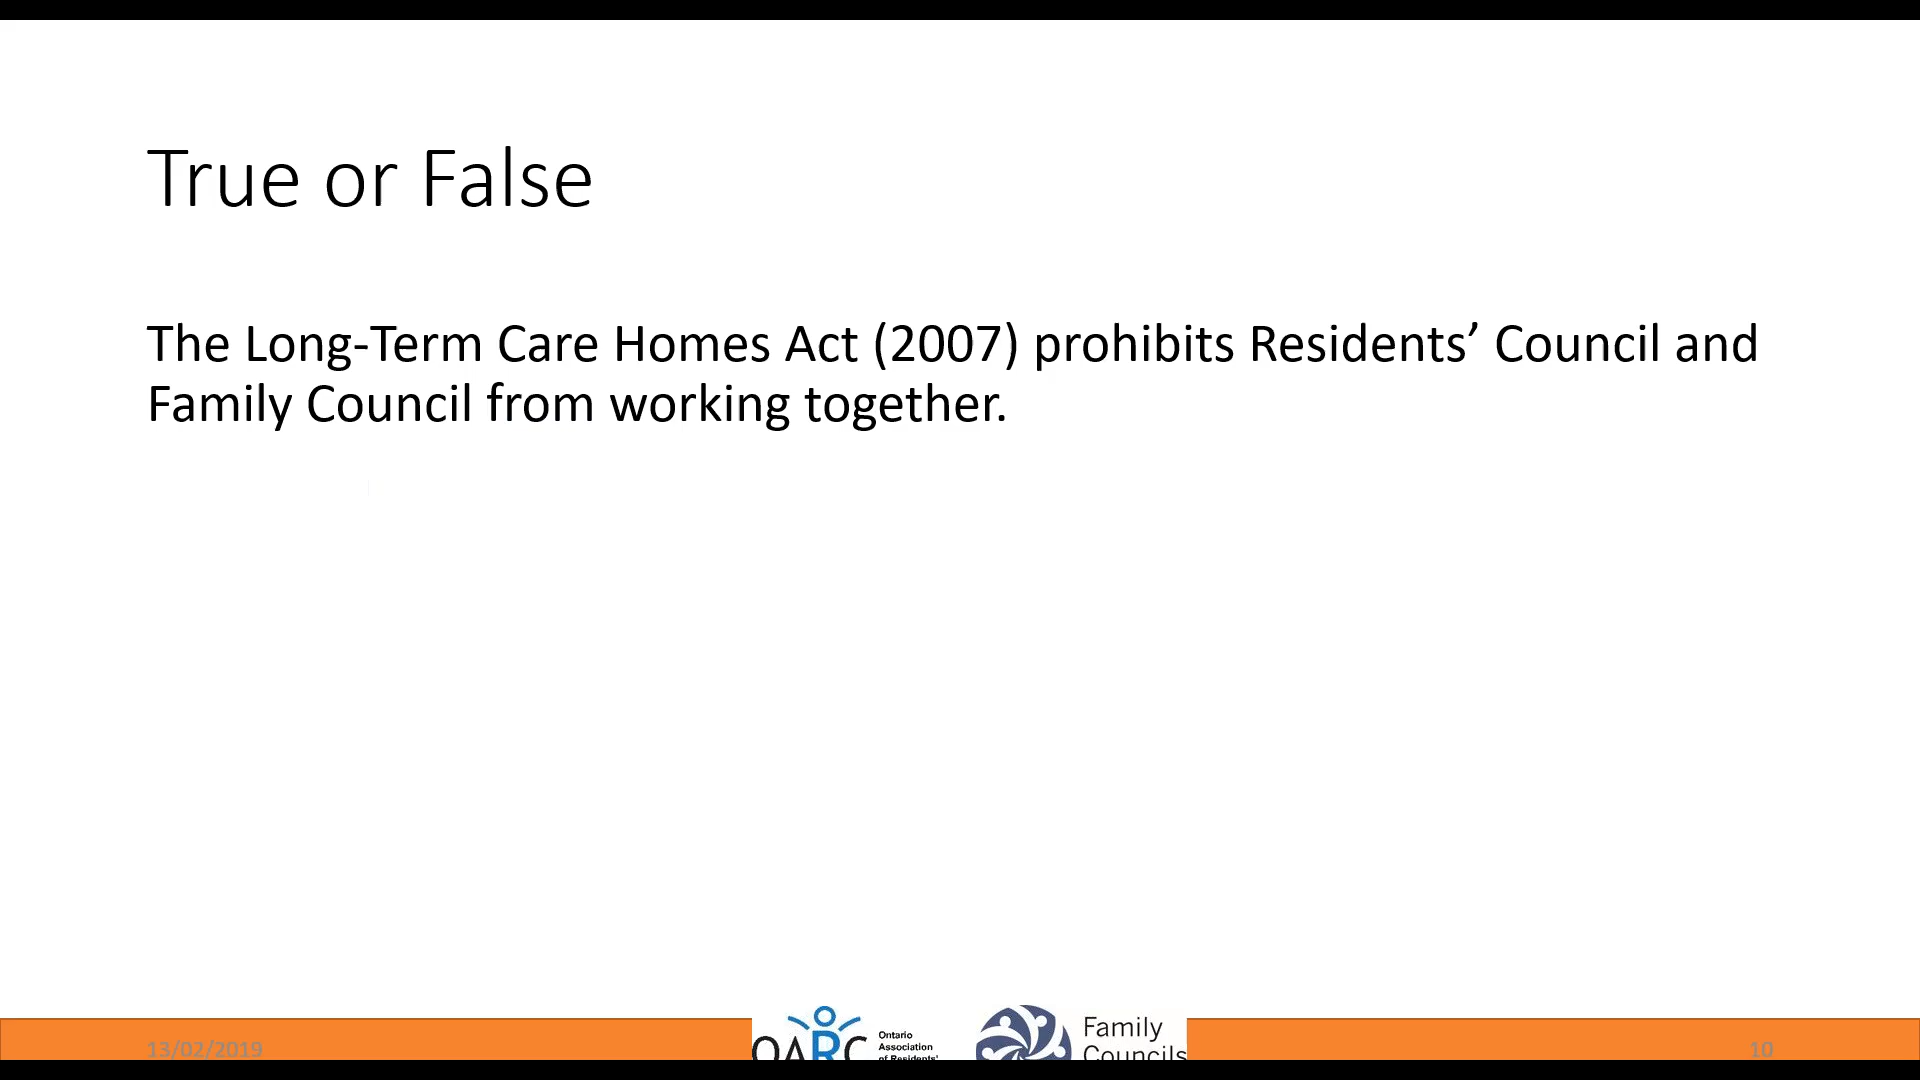 True or False
The Long-Term Care Homes Act (2007) prohibits Residents’ Council and
Family Council from working together.
13/02/2019
OARC
Ontario
Association
of Residents'
Family
Councils
10